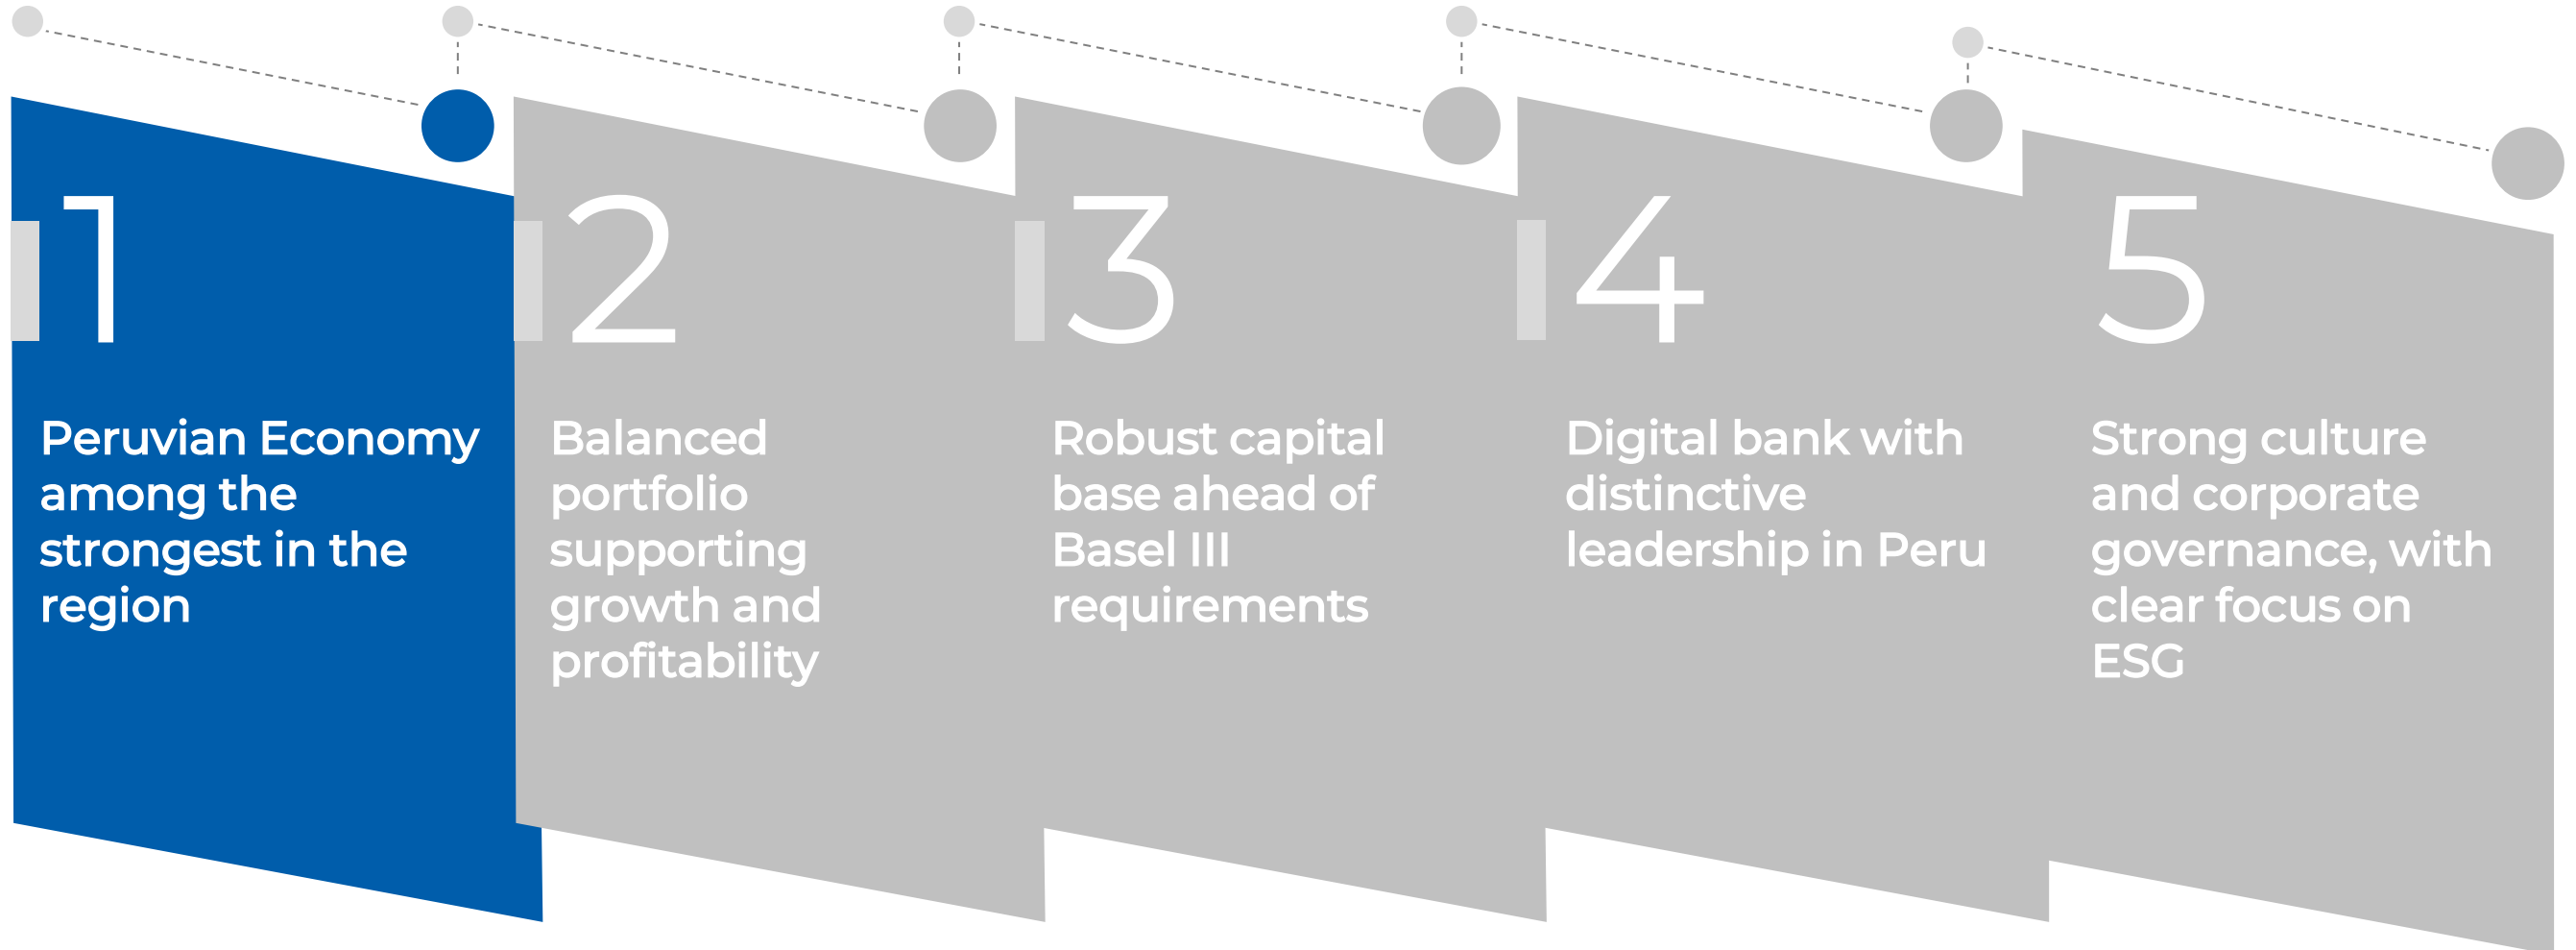 1
Peruvian Economy
among the
strongest in the
region
2
Balanced
portfolio
supporting
growth and
profitability
3
Robust capital
base ahead of
Basel III
requirements
4
Digital bank with
distinctive
leadership in Peru
5
Strong culture
and corporate
governance, with
clear focus on
ESG